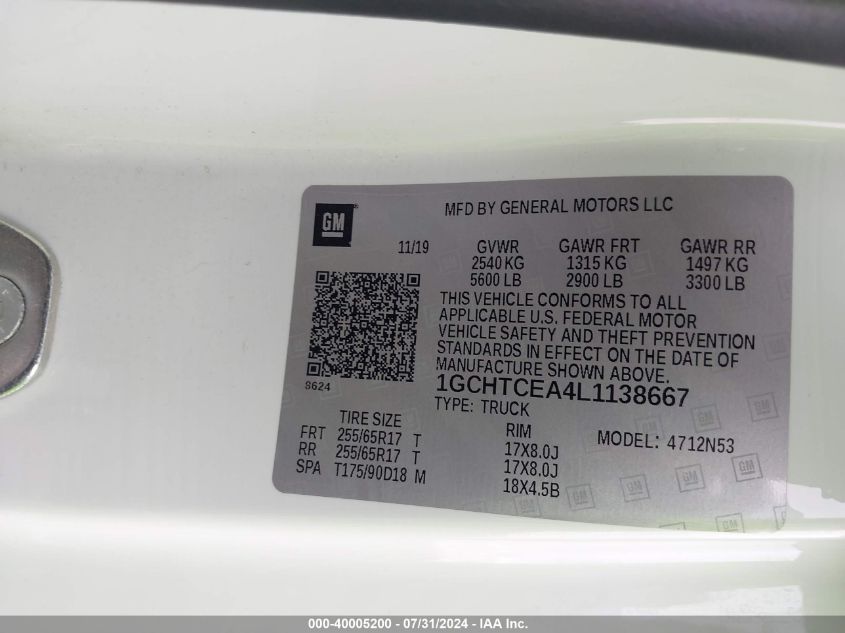 GM
MFD BY GENERAL MOTORS LLC
11/19 GVWR GAWR FRT GAWR RR
2540 KG 1315 KG 1497 KG
5600 LB 2900 LB 3300 LB
THIS VEHICLE CONFORMS TO ALL
APPLICABLE U.S. FEDERAL MOTOR
VEHICLE SAFETY AND THEFT PREVENTION
STANDARDS IN EFFECT ON THE DATE OF
MANUFACTURE SHOWN ABOVE.
8624
1GCHTCEA4L1138667
TYPE: TRUCK
TIRE SIZE RIM MODEL: 4712N53
FRT 255/65R17 T 17X8.0J
RR 255/65R17 T 17X8.0J
SPA T175/90D18 M 18X4.5B
000-40005200 - 07/31/2024 - IAA Inc.